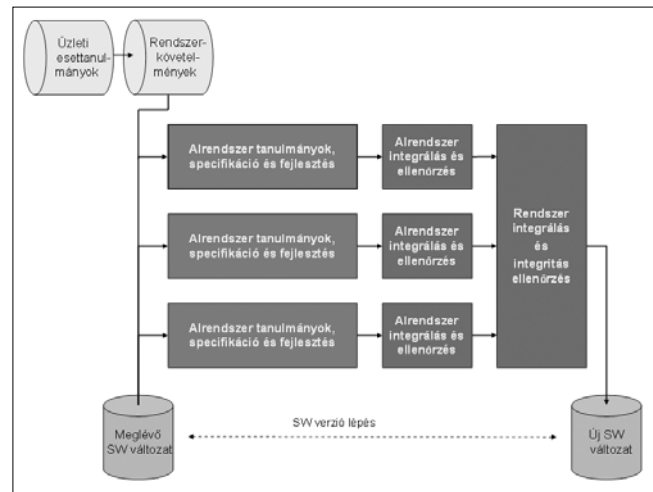 Üzleti
esettanul-
mányok
Rendszer-
követel-
mények
Alrendszer tanulmányok,
specifikáció és fejlesztés
Alrendszer
integrálás és
ellenőrzés
Alrendszer tanulmányok,
specifikáció és fejlesztés
Alrendszer
integrálás és
ellenőrzés
Alrendszer tanulmányok,
specifikáció és fejlesztés
Alrendszer
integrálás és
ellenőrzés
Rendszer
integrálás
és
integritás
ellenőrzés
Meglévő
SW változat
SW verzió lépés
Új SW
változat